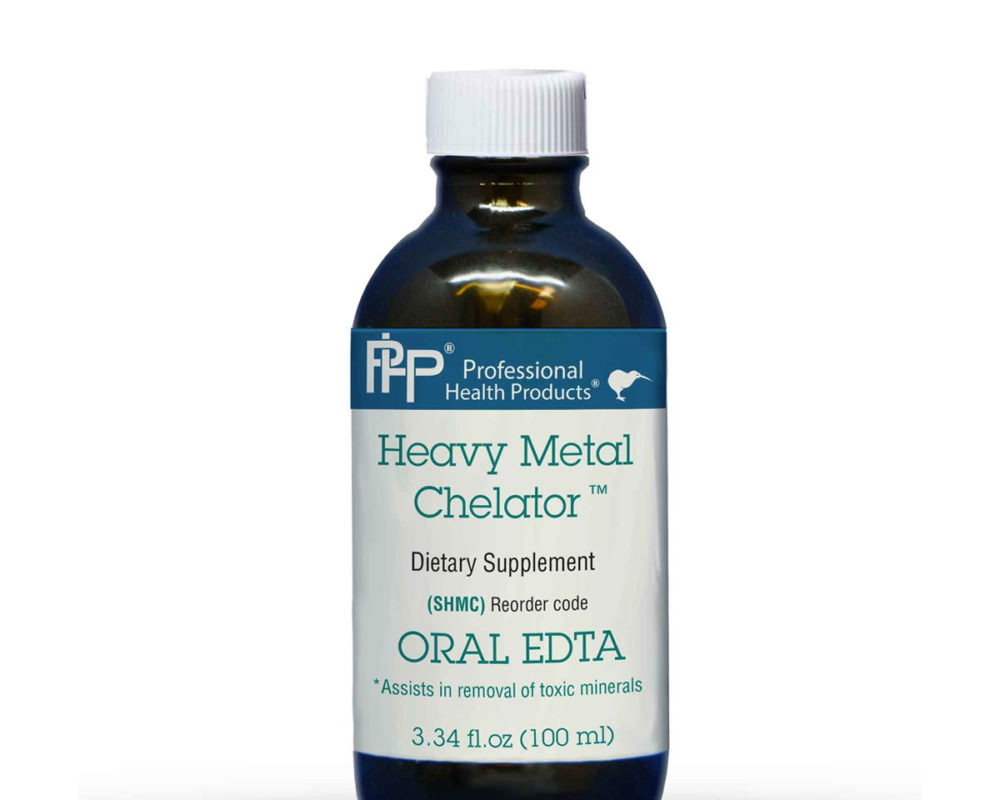 PHP®
Professional
Health Products®
Heavy Metal
Chelator™
Dietary Supplement
(SHMC) Reorder code
ORAL EDTA
*Assists in removal of toxic minerals
3.34 fl.oz (100 ml)